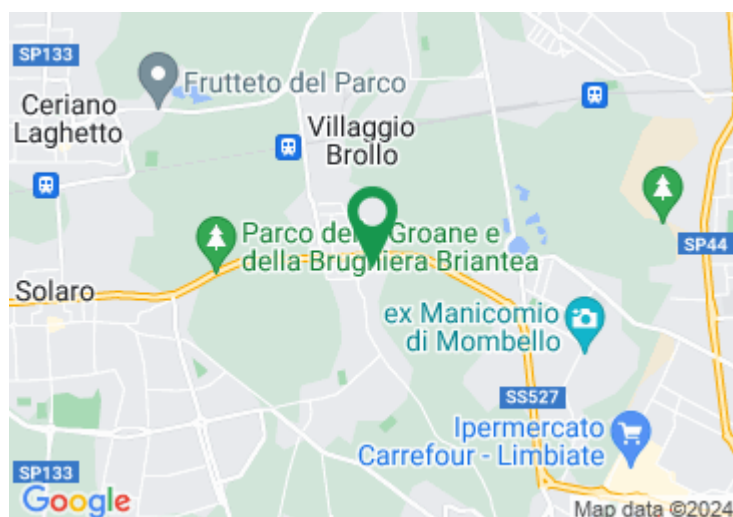 SP133
Frutteto del Parco
Ceriano
Laghetto
Villaggio
Brollo
Parco delle Groane e
della Brughiera Briantea
SP44
Solaro
ex Manicomio
di Mombello
SS527
Ipermercato
Carrefour - Limbiate
SP133
Google
Map data ©2024